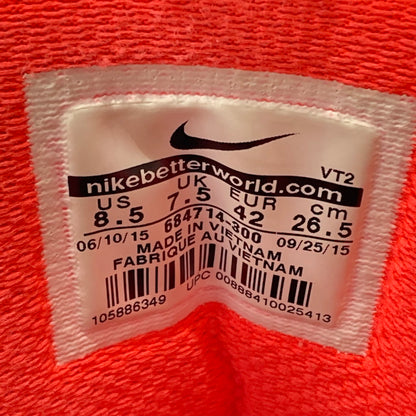 VT2
nikebetterworld.com
US UK EUR cm
8.5 7.5 42 26.5
684714-300
06/10/15 09/25/15
MADE IN VIETNAM
FABRIQUE AU VIETNAM
105886349 UPC 00888410025413